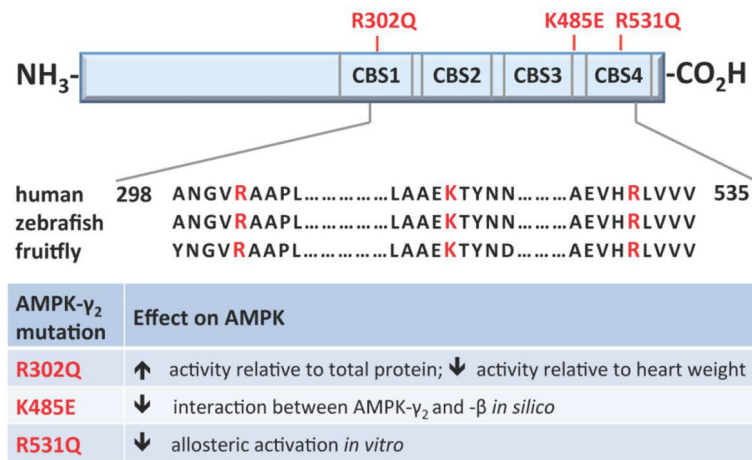 R302Q K485E R531Q
NH₃- CBS1 CBS2 CBS3 CBS4 -CO₂H
human 298 ANGVRAAPL……………LAAEKTYNN………AEVHRLVVV 535
zebrafish ANGVRAAPL……………LAAEKTYNN………AEVHRLVVV
fruitfly YNGVRAAPL……………LAAEKTYND………AEVHRLVVV
AMPK-γ₂ mutation Effect on AMPK
R302Q ↑ activity relative to total protein; ↓ activity relative to heart weight
K485E ↓ interaction between AMPK-γ₂ and -β in silico
R531Q ↓ allosteric activation in vitro